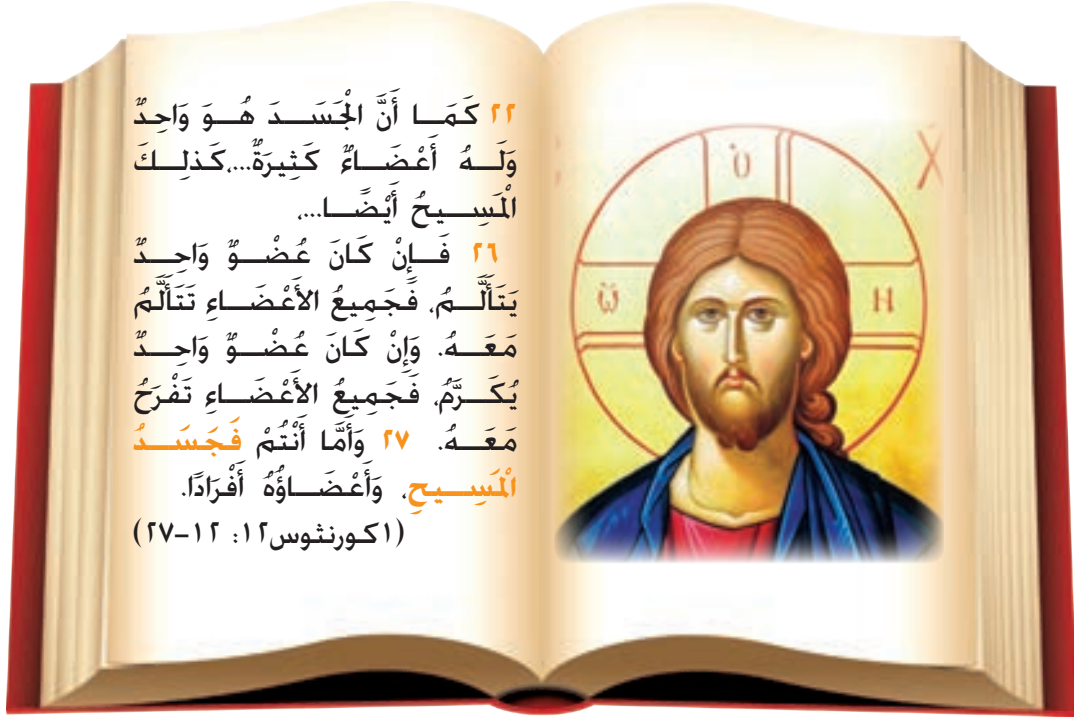 ٢٢ كَمَا أَنَّ الْجَسَدَ هُوَ وَاحِدٌ
وَلَهُ أَعْضَاءٌ كَثِيرَةٌ...،كَذلِكَ
الْمَسِيحُ أَيْضًا...،
٢٦ فَإِنْ كَانَ عُضْوٌ وَاحِدٌ
يَتَأَلَّمُ، فَجَمِيعُ الأَعْضَاءِ تَتَأَلَّمُ
مَعَهُ. وَإِنْ كَانَ عُضْوٌ وَاحِدٌ
يُكَرَّمُ، فَجَمِيعُ الأَعْضَاءِ تَفْرَحُ
مَعَهُ. ٢٧ وَأَمَّا أَنْتُمْ فَجَسَدُ
الْمَسِيحِ، وَأَعْضَاؤُهُ أَفْرَادًا.
(١كورنثوس١٢: ١٢-٢٧)
Ὁ
Χ
Ὤ
Ν